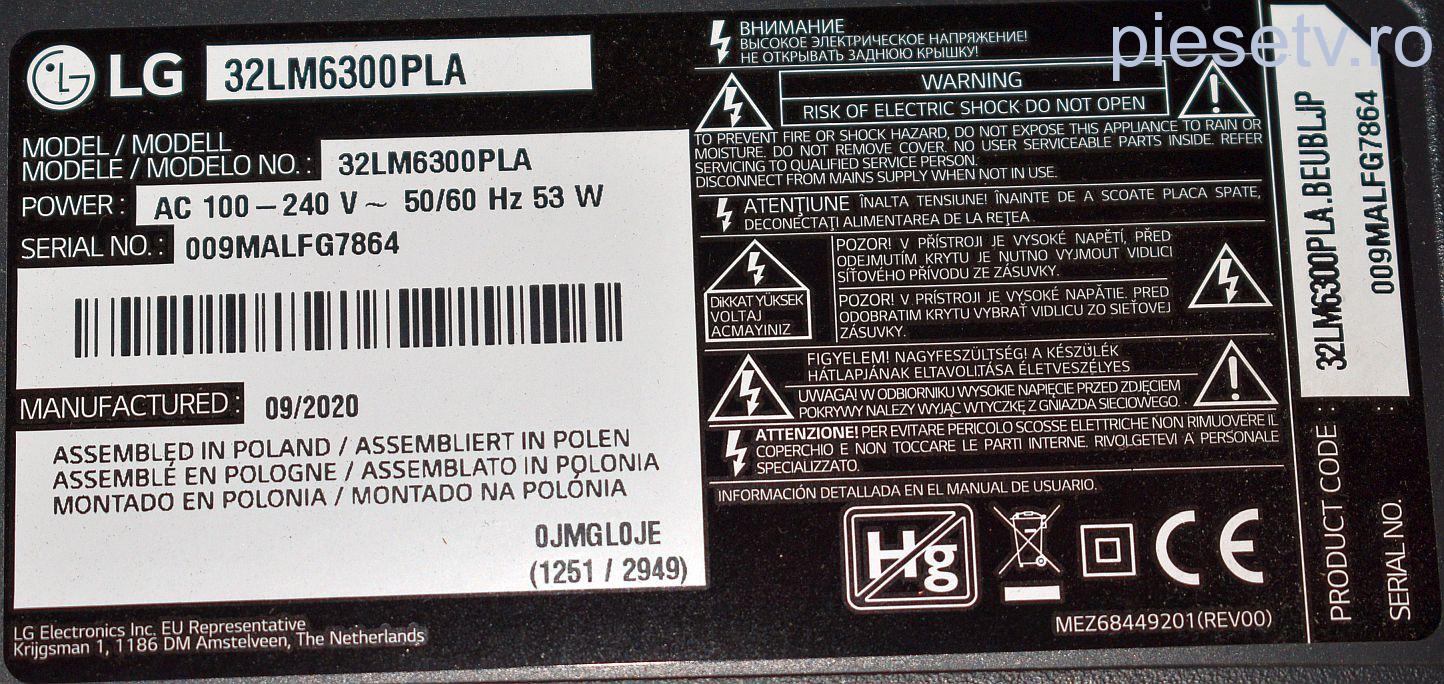 LG 32LM6300PLA
MODEL / MODELL
MODELE / MODELO NO. : 32LM6300PLA
POWER : AC 100 – 240 V ~ 50/60 Hz 53 W
SERIAL NO. : 009MALFG7864
MANUFACTURED : 09/2020
ASSEMBLED IN POLAND / ASSEMBLIERT IN POLEN
ASSEMBLÉ EN POLOGNE / ASSEMBLATO IN POLONIA
MONTADO EN POLONIA / MONTADO NA POLÓNIA
0JMGL0JE
(1251 / 2949)
LG Electronics Inc. EU Representative
Krijgsman 1, 1186 DM Amstelveen, The Netherlands
ВНИМАНИЕ
ВЫСОКОЕ ЭЛЕКТРИЧЕСКОЕ НАПРЯЖЕНИЕ!
НЕ ОТКРЫВАТЬ ЗАДНЮЮ КРЫШКУ!
WARNING
RISK OF ELECTRIC SHOCK DO NOT OPEN
TO PREVENT FIRE OR SHOCK HAZARD, DO NOT EXPOSE THIS APPLIANCE TO RAIN OR
MOISTURE. DO NOT REMOVE COVER. NO USER SERVICEABLE PARTS INSIDE. REFER
SERVICING TO QUALIFIED SERVICE PERSON.
DISCONNECT FROM MAINS SUPPLY WHEN NOT IN USE.
ATENŢIUNE ÎNALTA TENSIUNE! ÎNAINTE DE A SCOATE PLACA SPATE,
DECONECTAŢI ALIMENTAREA DE LA REŢEA
DiKKAT YÜKSEK
VOLTAJ
ACMAYINIZ
POZOR! V PŘÍSTROJI JE VYSOKÉ NAPĚTÍ, PŘED
ODEJMUTÍM KRYTU JE NUTNO VYJMOUT VIDLICI
SÍŤOVÉHO PŘÍVODU ZE ZÁSUVKY.
POZOR! V PRÍSTROJI JE VYSOKÉ NAPÄTIE. PRED
ODOBRATIM KRYTU VYBRAŤ VIDLICU ZO SIEŤOVEJ
ZÁSUVKY.
FIGYELEM! NAGYFESZÜLTSÉG! A KÉSZÜLÉK
HÁTLAPJÁNAK ELTAVOLITÁSA ÉLETVESZÉLYES
UWAGA! W ODBIORNIKU WYSOKIE NAPIĘCIE PRZED ZDJĘCIEM
POKRYWY NALEŻY WYJĄĆ WTYCZKĘ Z GNIAZDA SIECIOWEGO.
ATTENZIONE! PER EVITARE PERICOLO SCOSSE ELETTRICHE NON RIMUOVERE IL
COPERCHIO E NON TOCCARE LE PARTI INTERNE. RIVOLGETEVI A PERSONALE
SPECIALIZZATO.
INFORMACIÓN DETALLADA EN EL MANUAL DE USUARIO.
Hg
CE
MEZ68449201(REV00)
PRODUCT CODE : 32LM6300PLA.BEUBLJP
SERIAL NO. : 009MALFG7864
piesetv.ro